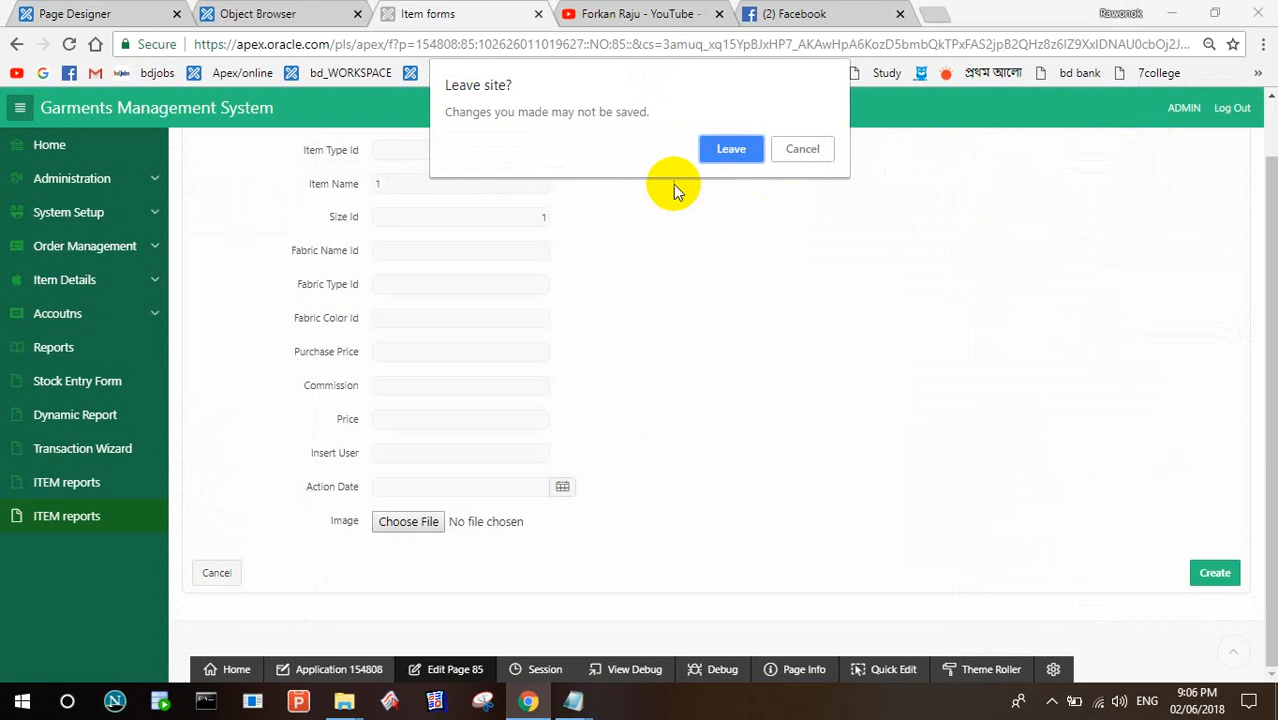 Page Designer
Object Browser
Item forms
Forkan Raju - YouTube -
(2) Facebook
Rawonok
Secure
https://apex.oracle.com/pls/apex/f?p=154808:85:102626011019627::NO:85::&cs=3amuq_xq15YpBJxHP7_AKAwHpA6KozD5bmbQkTPxFAS2jpB2QHz8z6IZ9XxIDNAU0cbOj2J...
bdjobs
Apex/online
bd_WORKSPACE
Study
প্রথম আলো
bd bank
7college
»
Leave site?
Changes you made may not be saved.
Leave
Cancel
Garments Management System
ADMIN
Log Out
Home
Administration
System Setup
Order Management
Item Details
Accoutns
Reports
Stock Entry Form
Dynamic Report
Transaction Wizard
ITEM reports
ITEM reports
Item Type Id
Item Name 1
Size Id 1
Fabric Name Id
Fabric Type Id
Fabric Color Id
Purchase Price
Commission
Price
Insert User
Action Date
Image Choose File No file chosen
Cancel
Create
Home
Application 154808
Edit Page 85
Session
View Debug
Debug
Page Info
Quick Edit
Theme Roller
ENG
9:06 PM
02/06/2018